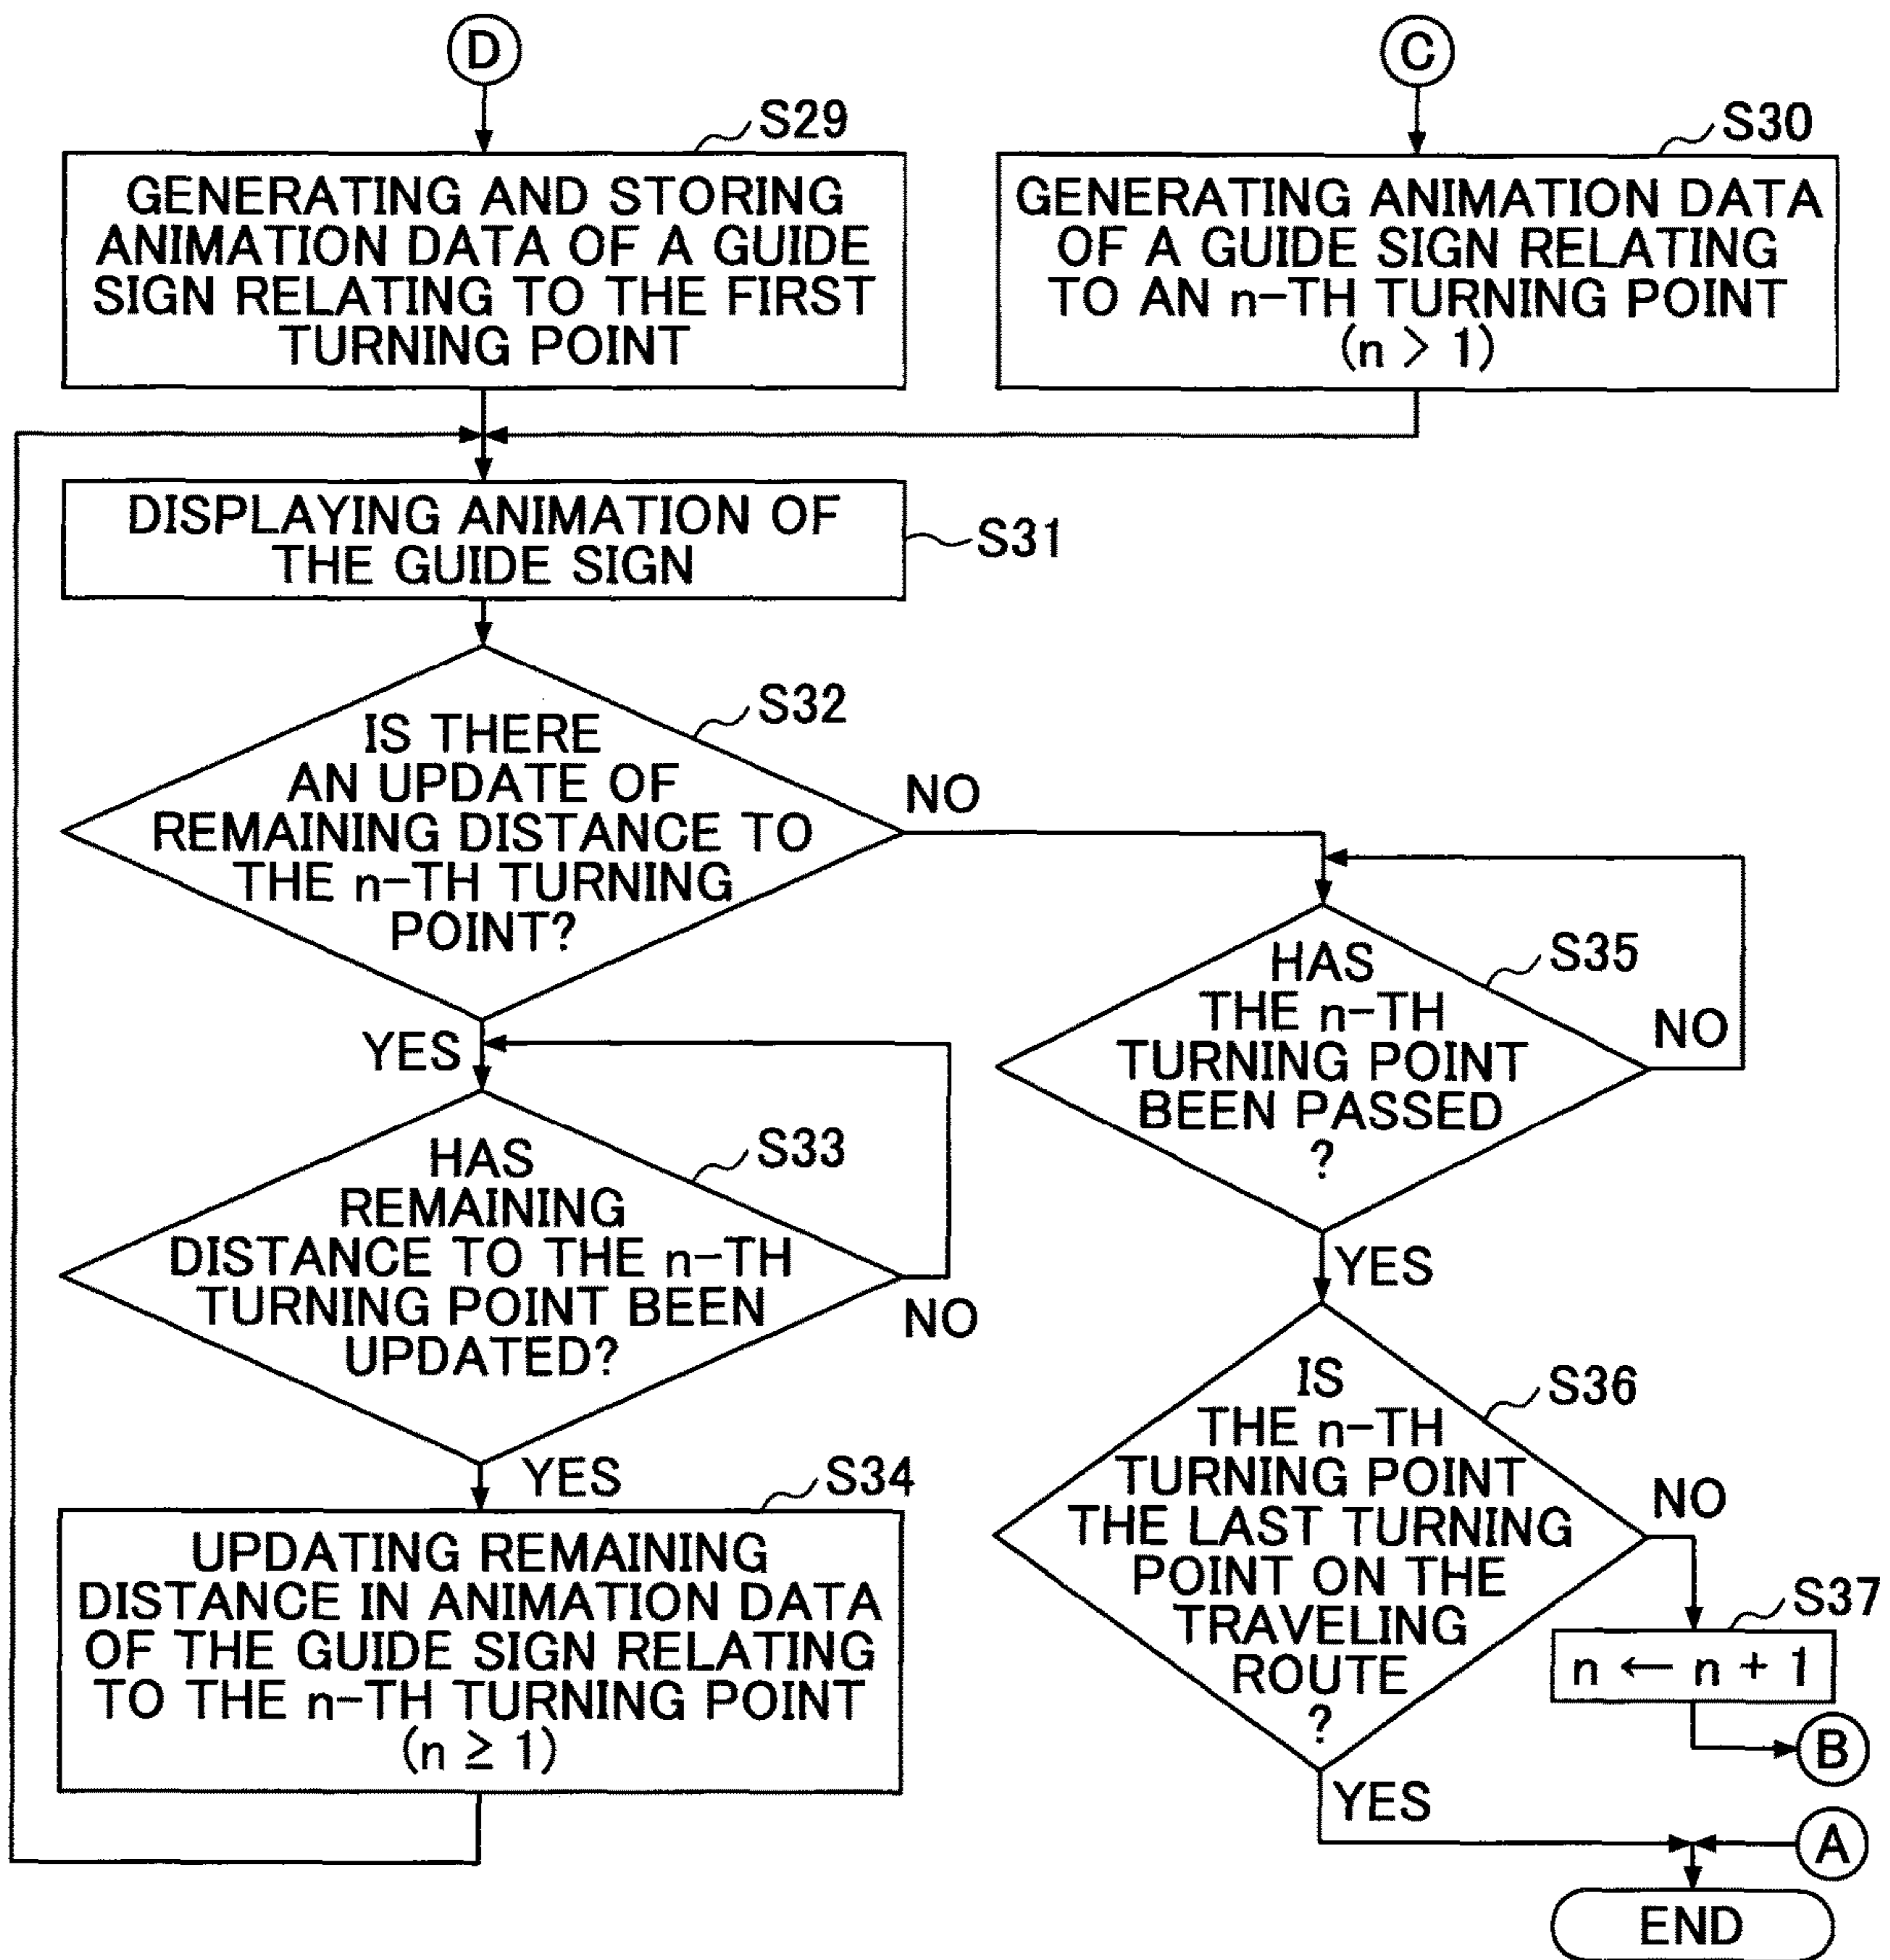 D
S29
GENERATING AND STORING
ANIMATION DATA OF A GUIDE
SIGN RELATING TO THE FIRST
TURNING POINT
C
S30
GENERATING ANIMATION DATA
OF A GUIDE SIGN RELATING
TO AN n-TH TURNING POINT
(n > 1)
DISPLAYING ANIMATION OF
THE GUIDE SIGN
S31
S32
IS THERE
AN UPDATE OF
REMAINING DISTANCE TO
THE n-TH TURNING
POINT?
NO
YES
S33
HAS
REMAINING
DISTANCE TO THE n-TH
TURNING POINT BEEN
UPDATED?
NO
YES
S34
UPDATING REMAINING
DISTANCE IN ANIMATION DATA
OF THE GUIDE SIGN RELATING
TO THE n-TH TURNING POINT
(n ≥ 1)
S35
HAS
THE n-TH
TURNING POINT
BEEN PASSED
?
NO
YES
S36
IS
THE n-TH
TURNING POINT
THE LAST TURNING
POINT ON THE
TRAVELING
ROUTE
?
NO
S37
n ← n + 1
B
YES
A
END